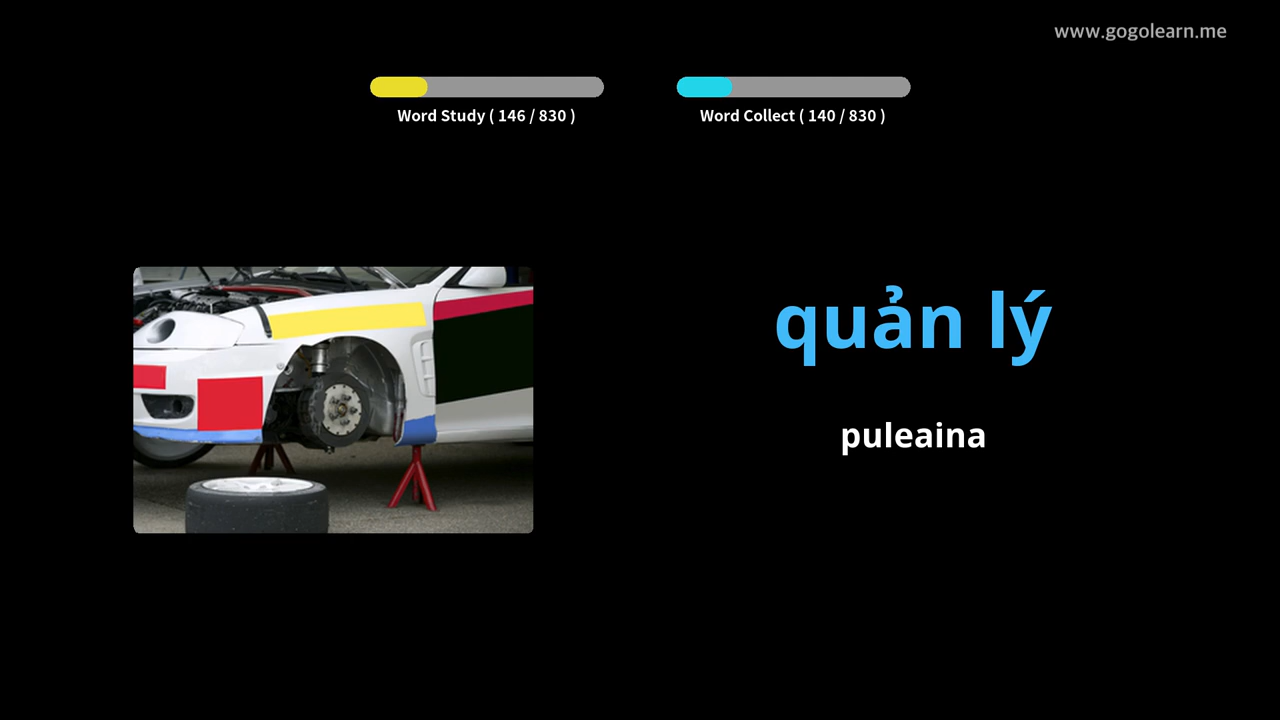 www.gogolearn.me
Word Study ( 146 / 830 )
Word Collect ( 140 / 830 )
quản lý
puleaina